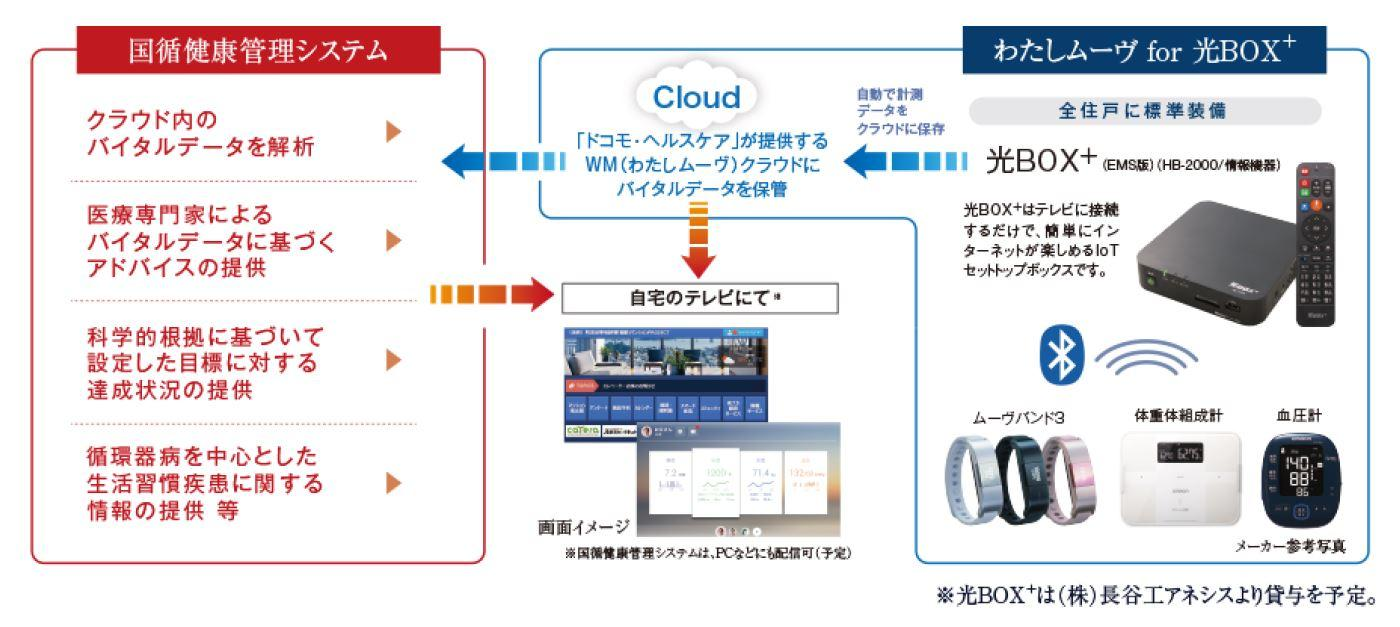 国循健康管理システム
クラウド内の
バイタルデータを解析
医療専門家による
バイタルデータに基づく
アドバイスの提供
科学的根拠に基づいて
設定した目標に対する
達成状況の提供
循環器病を中心とした
生活習慣疾患に関する
情報の提供 等
Cloud
「ドコモ・ヘルスケア」が提供する
WM(わたしムーヴ)クラウドに
バイタルデータを保管
自動で計測
データを
クラウドに保存
自宅のテレビにて※
TOPICS
画面イメージ
※国循健康管理システムは、PCなどにも配信可(予定)
わたしムーヴ for 光BOX+
全住戸に標準装備
光BOX+(EMS版)(HB-2000/情報機器)
光BOX+はテレビに接続
するだけで、簡単にイン
ターネットが楽しめるIoT
セットトップボックスです。
ムーヴバンド3
体重体組成計
血圧計
140
88
86
メーカー参考写真
※光BOX+は(株)長谷工アネシスより貸与を予定。